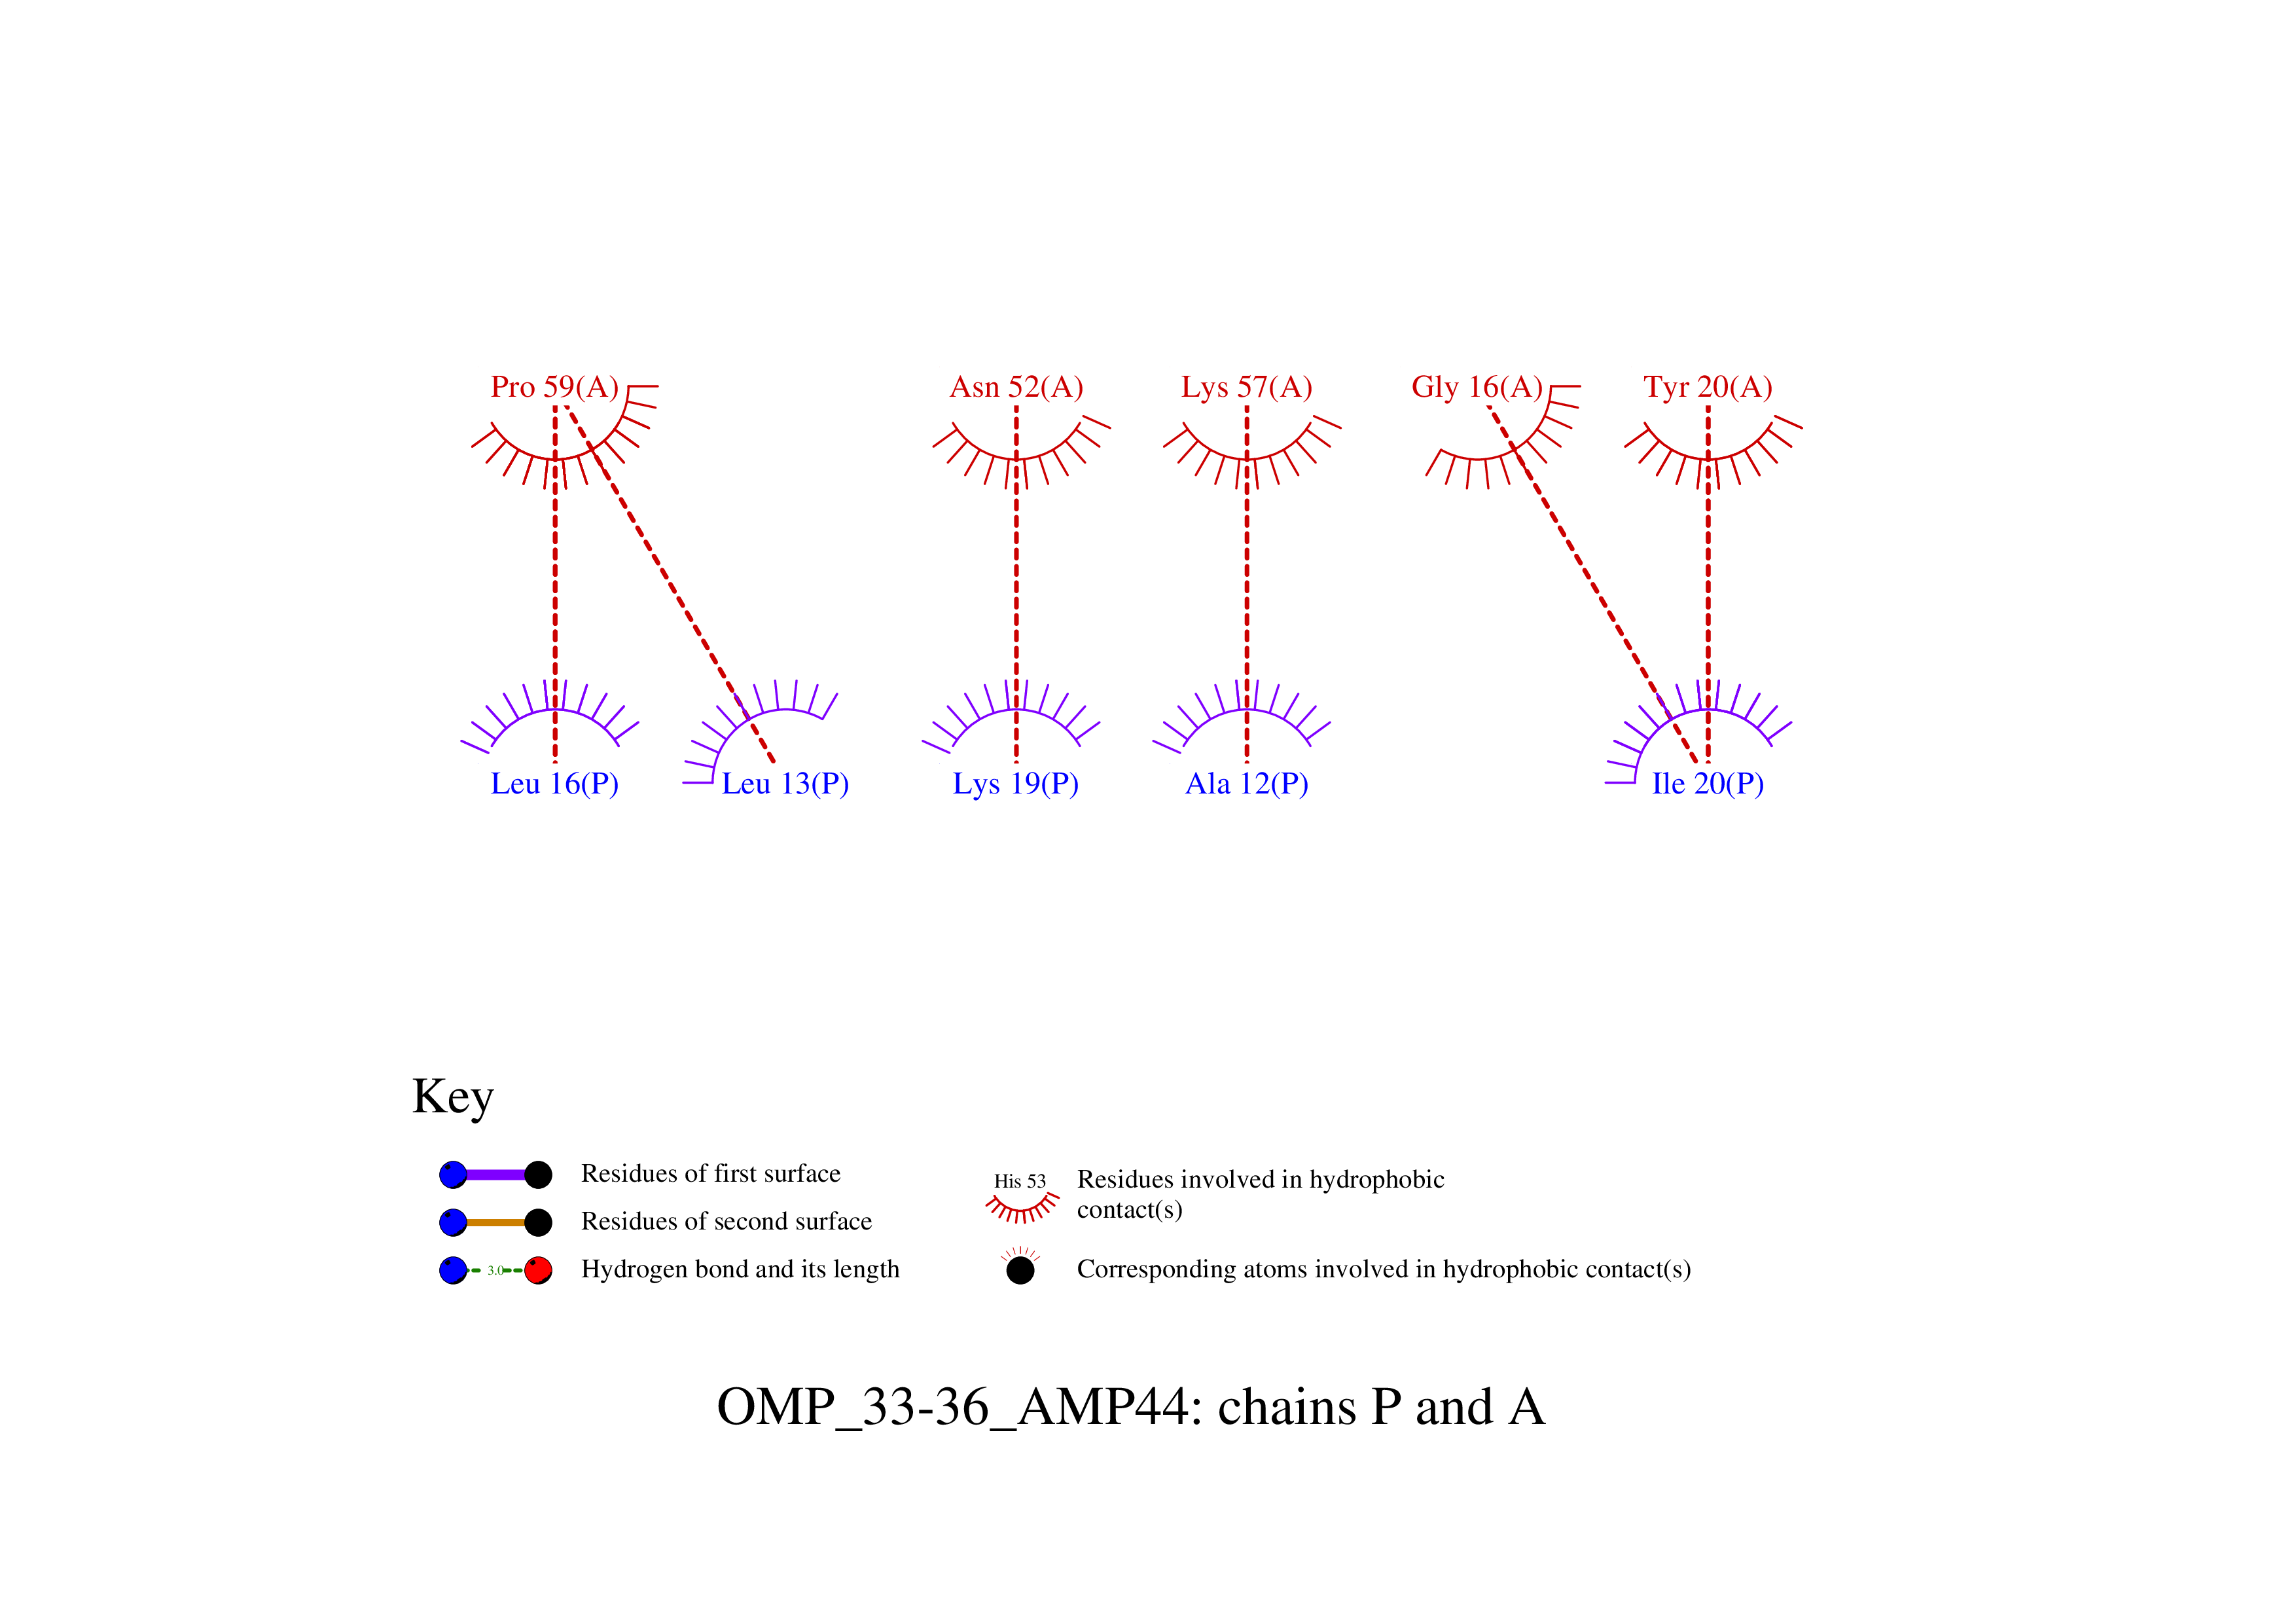 Pro 59(A) Asn 52(A) Lys 57(A) Gly 16(A) Tyr 20(A)
Leu 16(P) Leu 13(P) Lys 19(P) Ala 12(P) Ile 20(P)
Key
Residues of first surface
Residues of second surface
3.0 Hydrogen bond and its length
His 53 Residues involved in hydrophobic
contact(s)
Corresponding atoms involved in hydrophobic contact(s)
OMP_33-36_AMP44: chains P and A